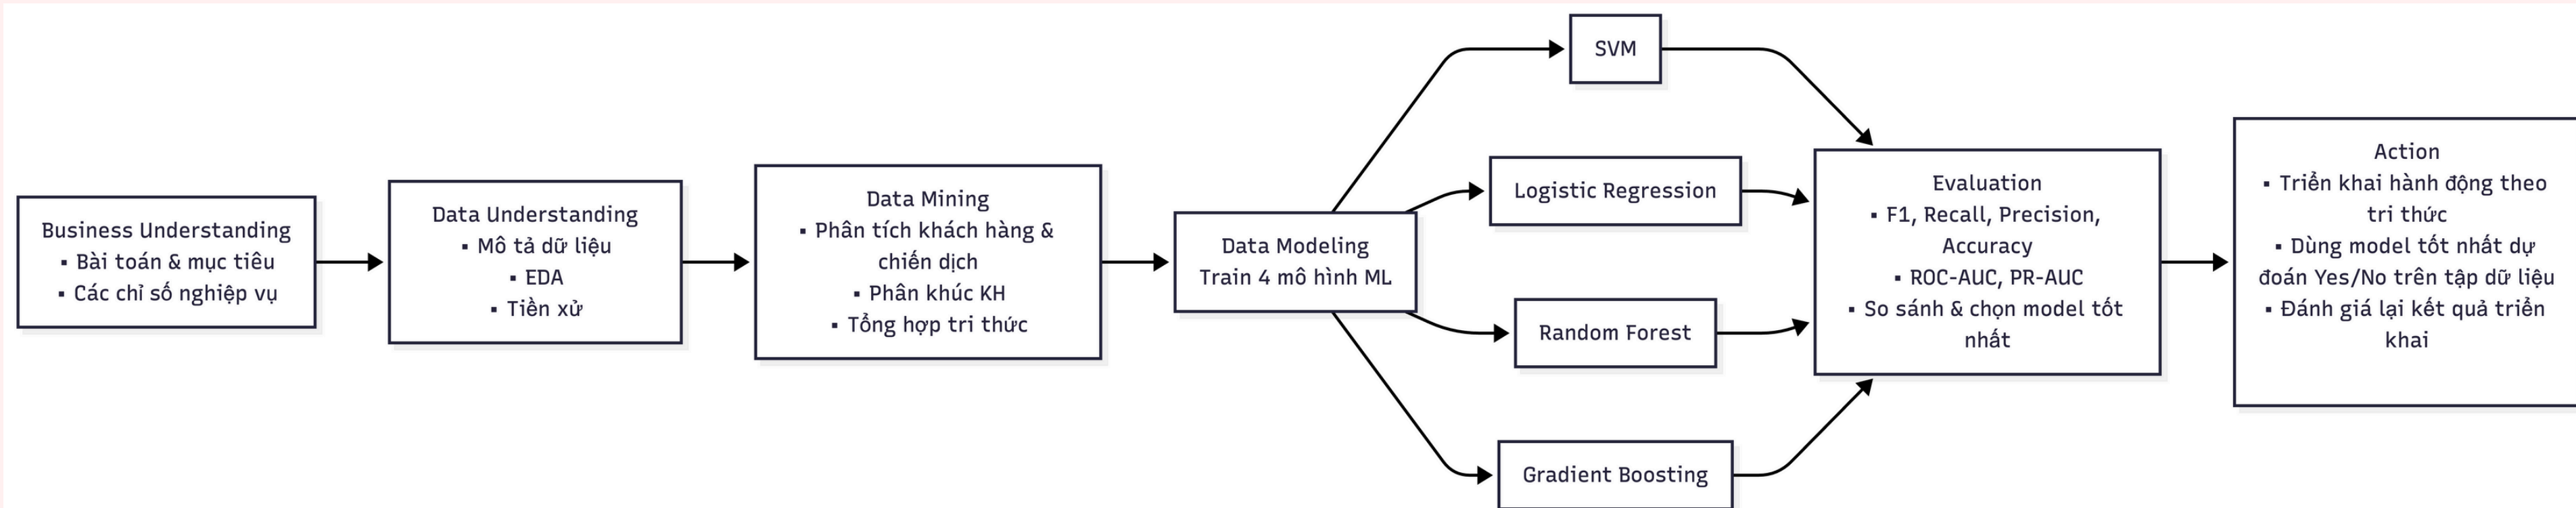 Business Understanding
▪ Bài toán & mục tiêu
▪ Các chỉ số nghiệp vụ
Data Understanding
▪ Mô tả dữ liệu
▪ EDA
▪ Tiền xử
Data Mining
▪ Phân tích khách hàng &
chiến dịch
▪ Phân khúc KH
▪ Tổng hợp tri thức
Data Modeling
Train 4 mô hình ML
SVM
Logistic Regression
Random Forest
Gradient Boosting
Evaluation
▪ F1, Recall, Precision,
Accuracy
▪ ROC-AUC, PR-AUC
▪ So sánh & chọn model tốt
nhất
Action
▪ Triển khai hành động theo
tri thức
▪ Dùng model tốt nhất dự
đoán Yes/No trên tập dữ liệu
▪ Đánh giá lại kết quả triển
khai